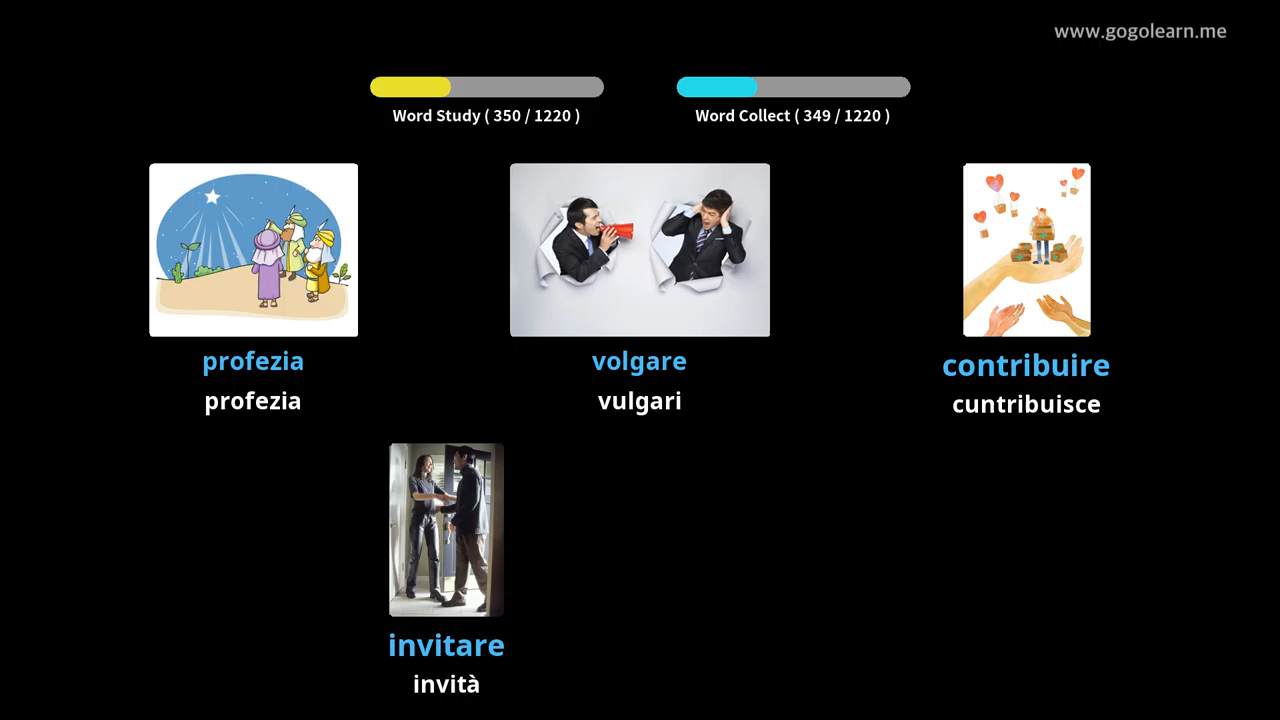 www.gogolearn.me
Word Study ( 350 / 1220 )
Word Collect ( 349 / 1220 )
profezia
profezia
volgare
vulgari
contribuire
cuntribuisce
invitare
invità